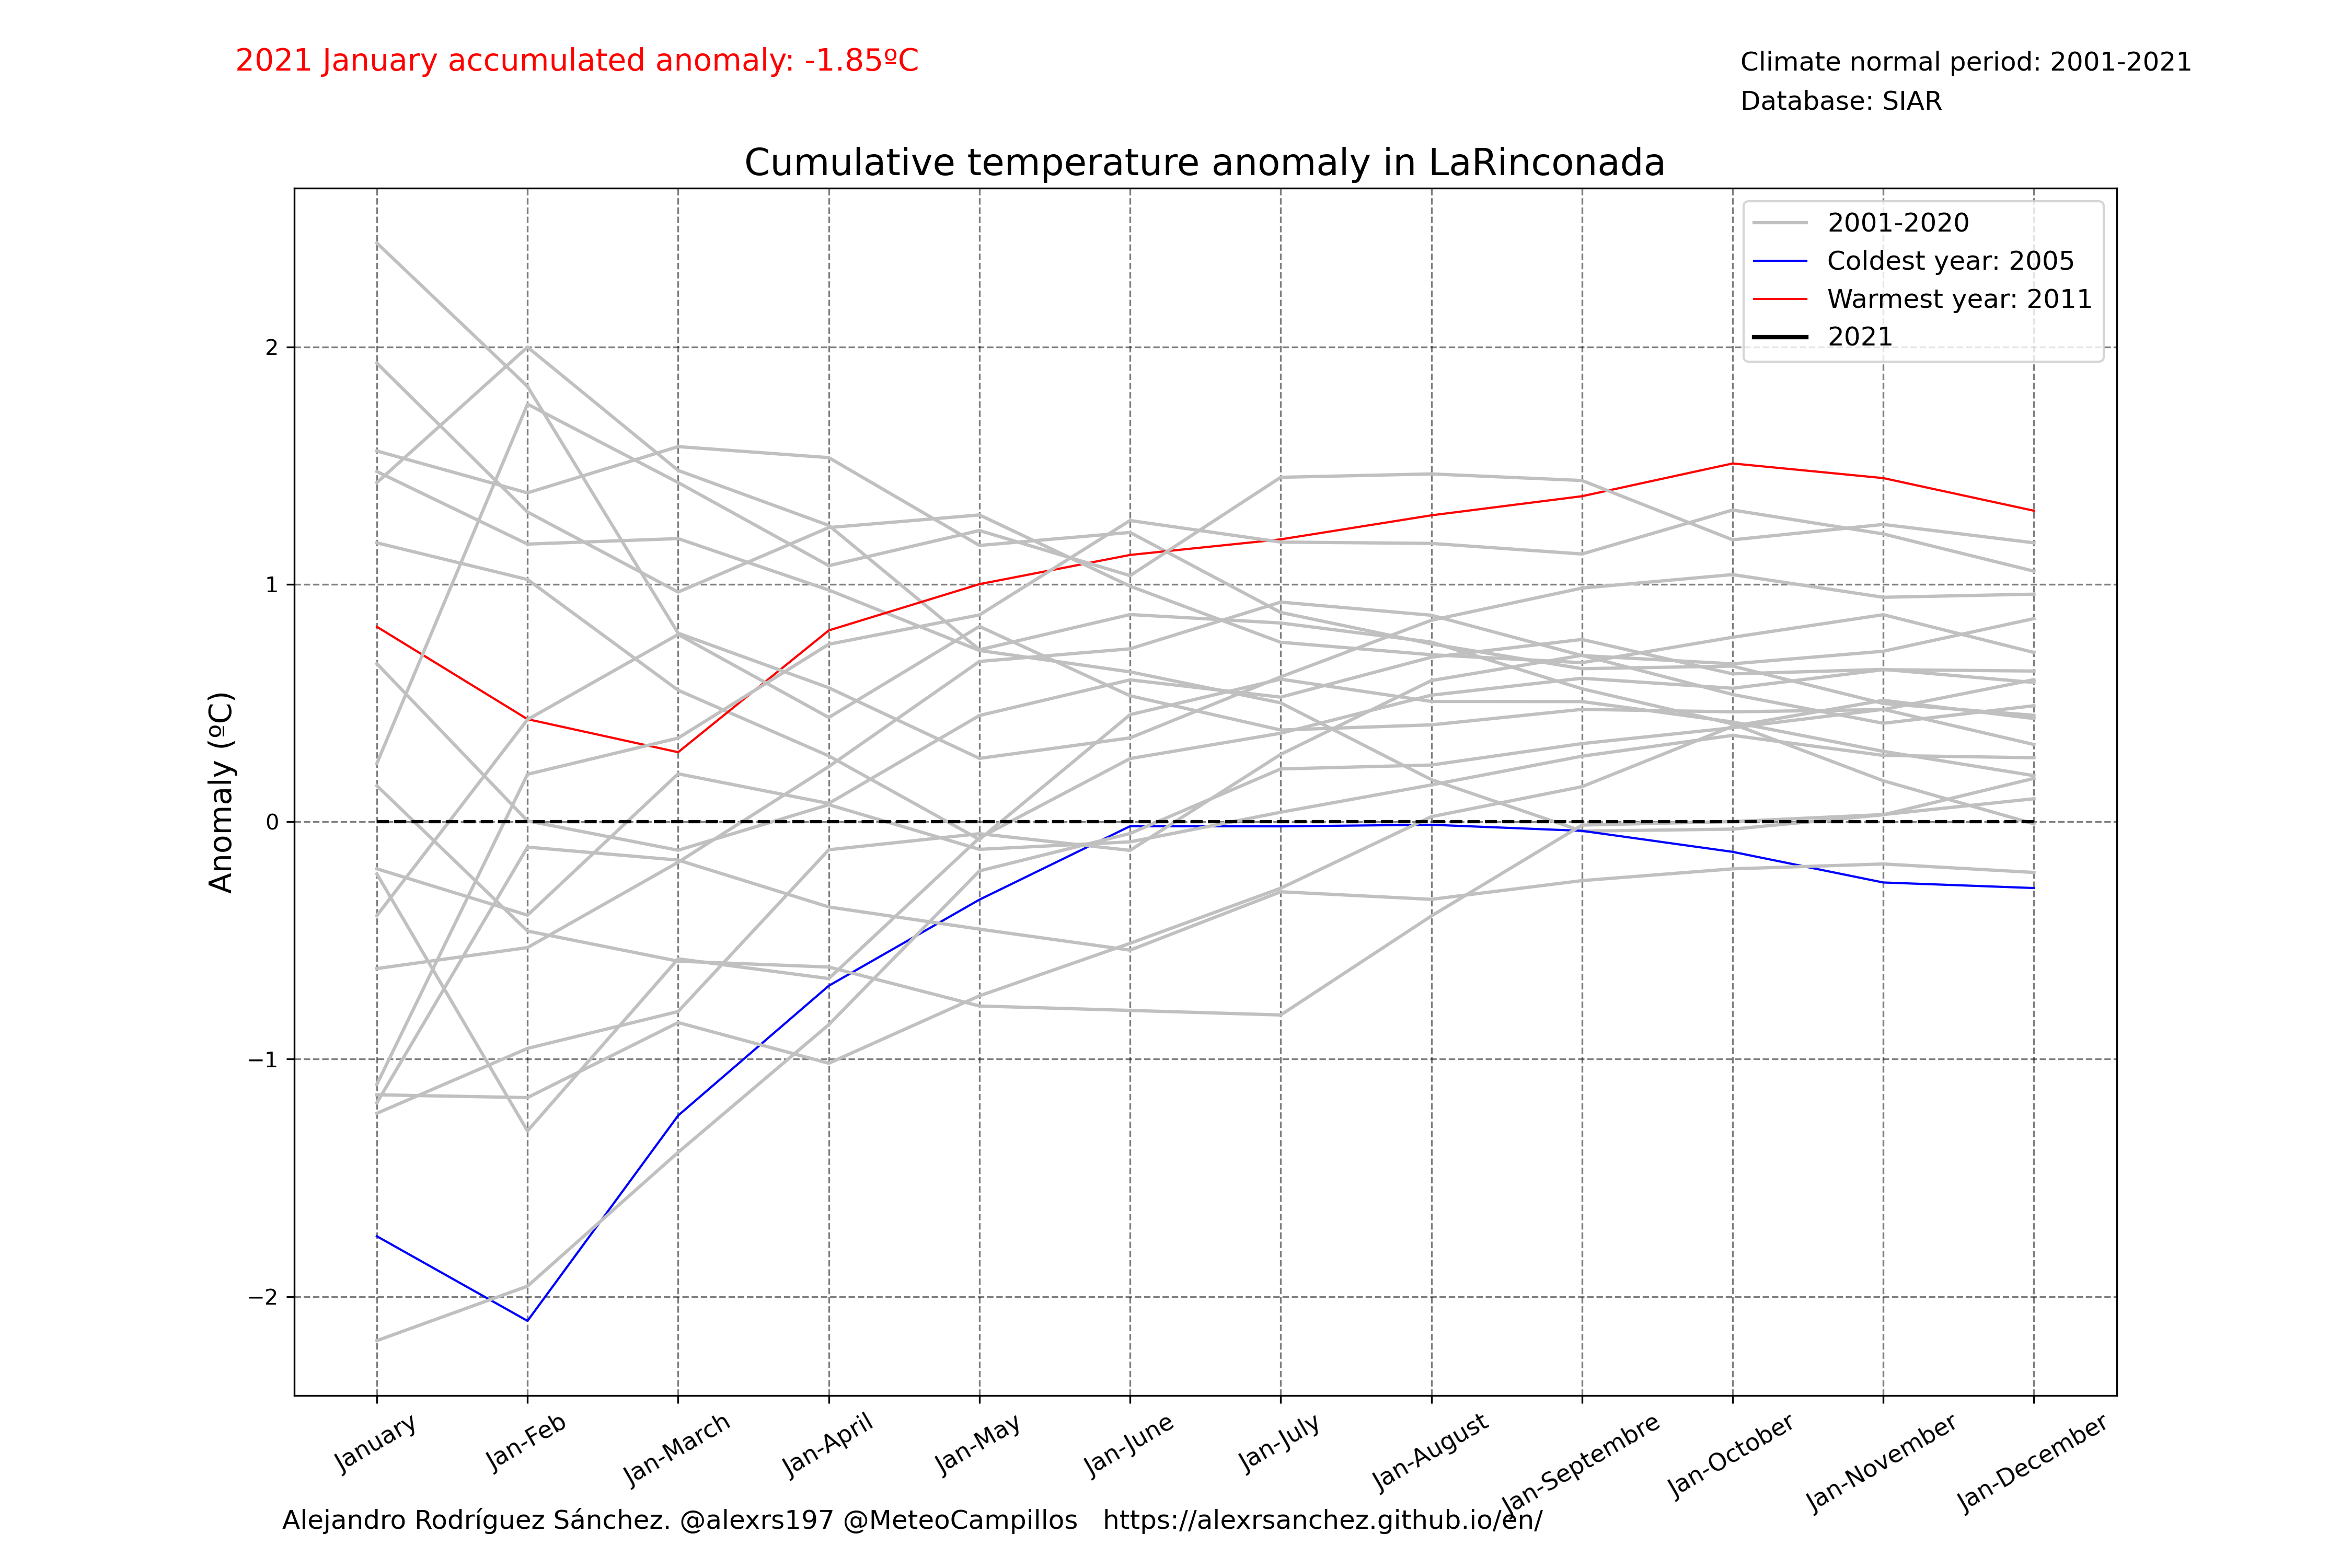 2021 January accumulated anomaly: -1.85ºC
Climate normal period: 2001-2021
Database: SIAR
Cumulative temperature anomaly in LaRinconada
2001-2020
Coldest year: 2005
Warmest year: 2011
2021
Anomaly (ºC)
2
1
0
−1
−2
January
Jan-Feb
Jan-March
Jan-April
Jan-May
Jan-June
Jan-July
Jan-August
Jan-Septembre
Jan-October
Jan-November
Jan-December
Alejandro Rodríguez Sánchez. @alexrs197 @MeteoCampillos   https://alexrsanchez.github.io/en/